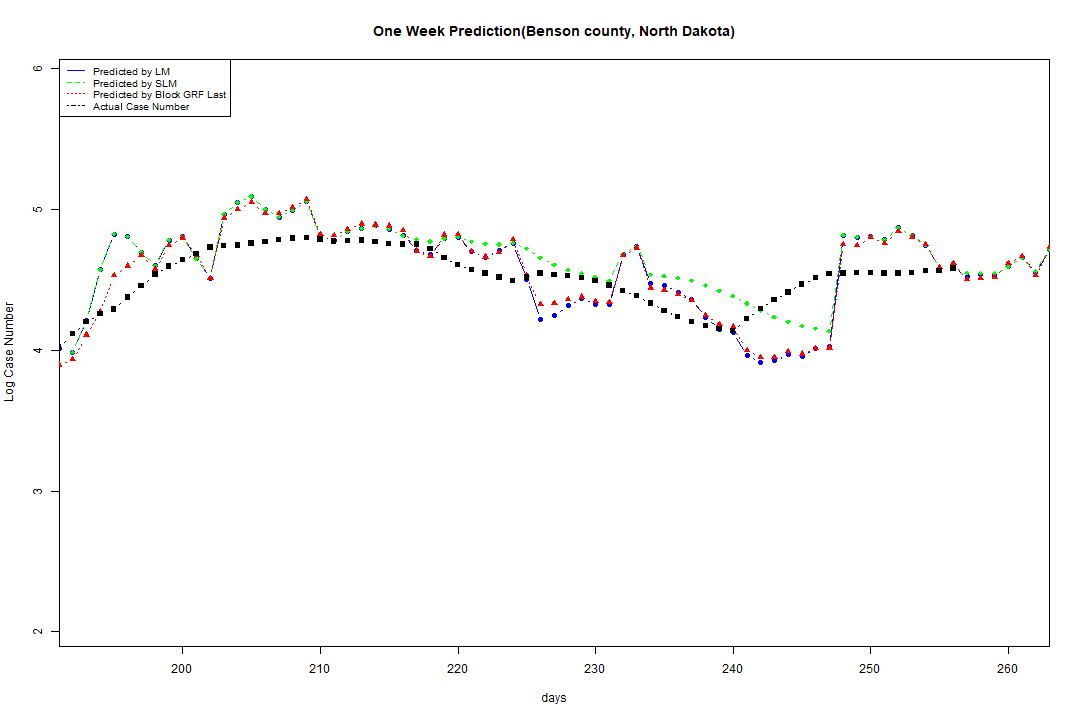 One Week Prediction(Benson county, North Dakota)
Predicted by LM
Predicted by SLM
Predicted by Block GRF Last
Actual Case Number
6
5
4
3
2
Log Case Number
200 210 220 230 240 250 260
days